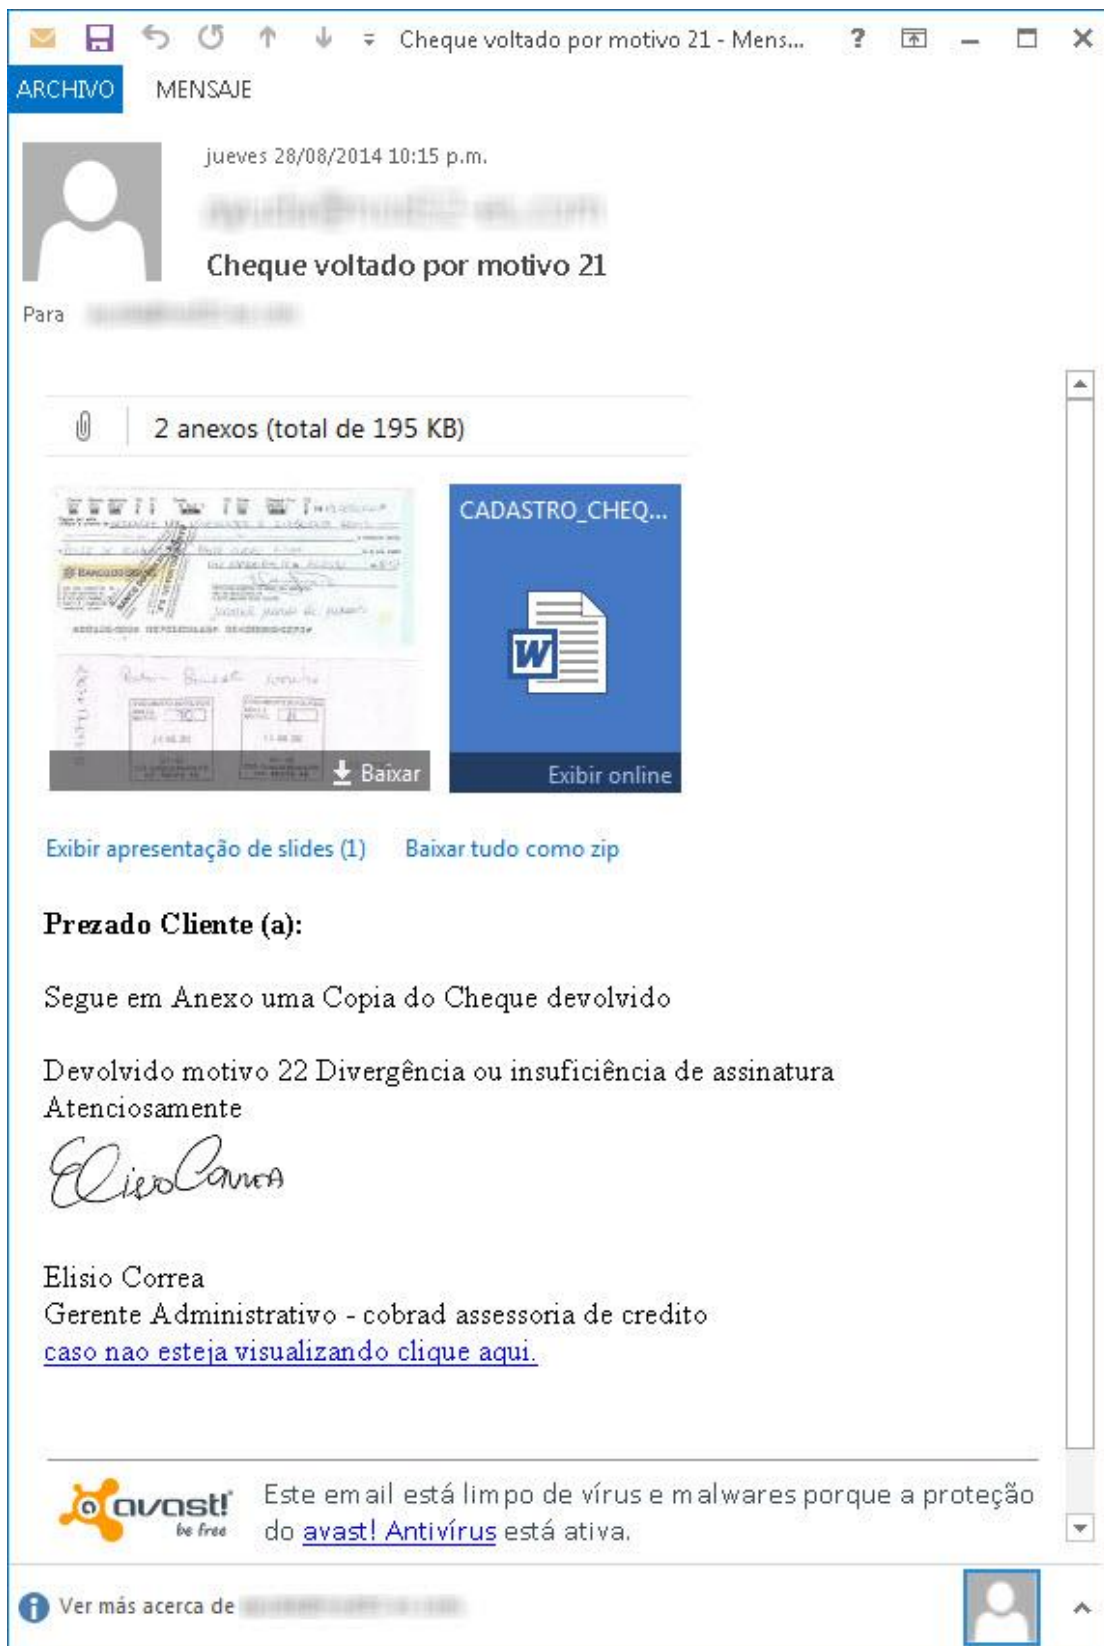 Cheque voltado por motivo 21 - Mens...
?
ARCHIVO MENSAJE
jueves 28/08/2014 10:15 p.m.
Cheque voltado por motivo 21
Para
2 anexos (total de 195 KB)
CADASTRO_CHEQ...
W
Baixar
Exibir online
Exibir apresentação de slides (1) Baixar tudo como zip
Prezado Cliente (a):
Segue em Anexo uma Copia do Cheque devolvido
Devolvido motivo 22 Divergência ou insuficiência de assinatura
Atenciosamente
Elisio Correa
Gerente Administrativo - cobrad assessoria de credito
caso nao esteja visualizando clique aqui.
avast!
be free
Este email está limpo de vírus e malwares porque a proteção
do avast! Antivírus está ativa.
Ver más acerca de